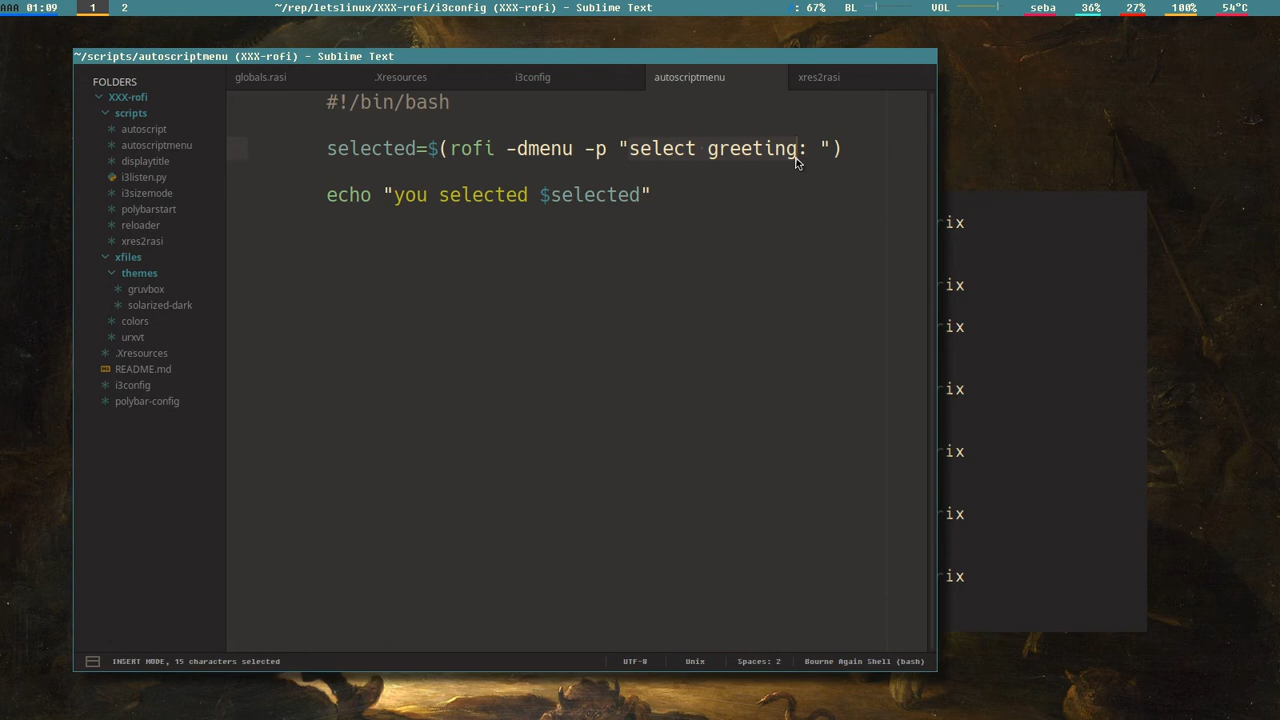 AAA 01:09 1 2 ~/rep/letslinux/XXX-rofi/i3config (XXX-rofi) - Sublime Text : 67% BL VOL seba 36% 27% 100% 54°C
~/scripts/autoscriptmenu (XXX-rofi) - Sublime Text
globals.rasi .Xresources i3config autoscriptmenu xres2rasi
FOLDERS
XXX-rofi
scripts
autoscript
autoscriptmenu
displaytitle
i3listen.py
i3sizemode
polybarstart
reloader
xres2rasi
xfiles
themes
gruvbox
solarized-dark
colors
urxvt
.Xresources
README.md
i3config
polybar-config
#!/bin/bash
selected=$(rofi -dmenu -p "select greeting: ")
echo "you selected $selected"
ix
ix
ix
ix
ix
ix
ix
INSERT MODE, 15 characters selected UTF-8 Unix Spaces: 2 Bourne Again Shell (bash)